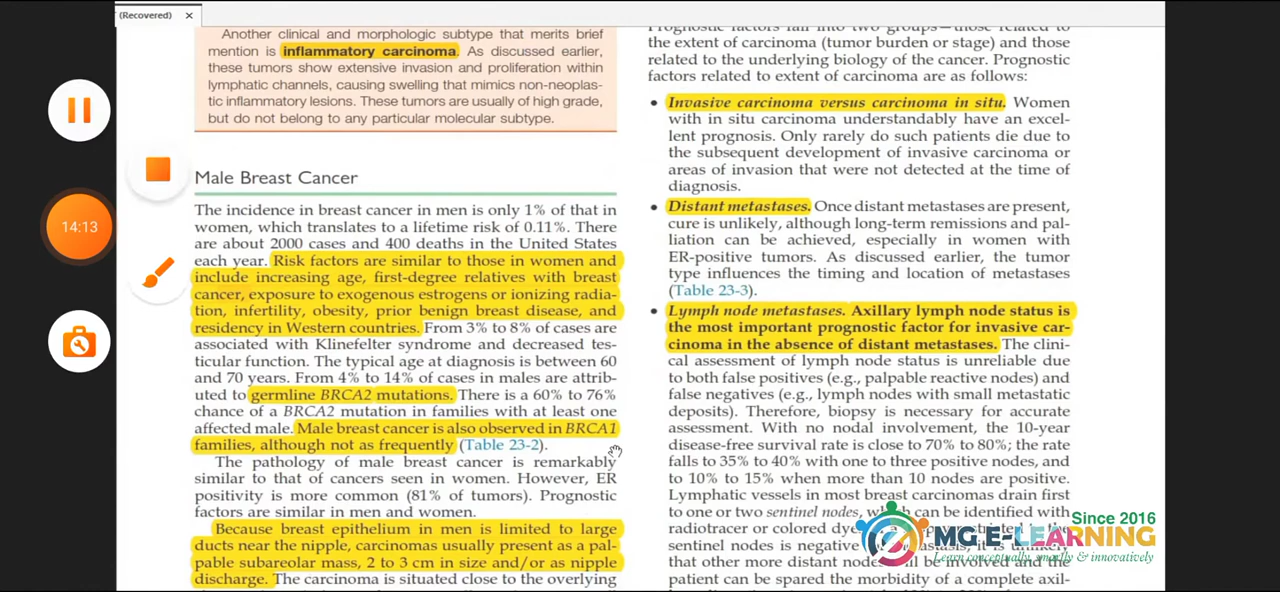 (Recovered)
Another clinical and morphologic subtype that merits brief
mention is inflammatory carcinoma. As discussed earlier,
these tumors show extensive invasion and proliferation within
lymphatic channels, causing swelling that mimics non-neoplas-
tic inflammatory lesions. These tumors are usually of high grade,
but do not belong to any particular molecular subtype.
Male Breast Cancer
The incidence in breast cancer in men is only 1% of that in
women, which translates to a lifetime risk of 0.11%. There
are about 2000 cases and 400 deaths in the United States
each year. Risk factors are similar to those in women and
include increasing age, first-degree relatives with breast
cancer, exposure to exogenous estrogens or ionizing radia-
tion, infertility, obesity, prior benign breast disease, and
residency in Western countries. From 3% to 8% of cases are
associated with Klinefelter syndrome and decreased tes-
ticular function. The typical age at diagnosis is between 60
and 70 years. From 4% to 14% of cases in males are attrib-
uted to germline BRCA2 mutations. There is a 60% to 76%
chance of a BRCA2 mutation in families with at least one
affected male. Male breast cancer is also observed in BRCA1
families, although not as frequently (Table 23-2).
The pathology of male breast cancer is remarkably
similar to that of cancers seen in women. However, ER
positivity is more common (81% of tumors). Prognostic
factors are similar in men and women.
Because breast epithelium in men is limited to large
ducts near the nipple, carcinomas usually present as a pal-
pable subareolar mass, 2 to 3 cm in size and/or as nipple
discharge. The carcinoma is situated close to the overlying
Prognostic factors fall into two groups—those related to
the extent of carcinoma (tumor burden or stage) and those
related to the underlying biology of the cancer. Prognostic
factors related to extent of carcinoma are as follows:
• Invasive carcinoma versus carcinoma in situ. Women
with in situ carcinoma understandably have an excel-
lent prognosis. Only rarely do such patients die due to
the subsequent development of invasive carcinoma or
areas of invasion that were not detected at the time of
diagnosis.
• Distant metastases. Once distant metastases are present,
cure is unlikely, although long-term remissions and pal-
liation can be achieved, especially in women with
ER-positive tumors. As discussed earlier, the tumor
type influences the timing and location of metastases
(Table 23-3).
• Lymph node metastases. Axillary lymph node status is
the most important prognostic factor for invasive car-
cinoma in the absence of distant metastases. The clini-
cal assessment of lymph node status is unreliable due
to both false positives (e.g., palpable reactive nodes) and
false negatives (e.g., lymph nodes with small metastatic
deposits). Therefore, biopsy is necessary for accurate
assessment. With no nodal involvement, the 10-year
disease-free survival rate is close to 70% to 80%; the rate
falls to 35% to 40% with one to three positive nodes, and
to 10% to 15% when more than 10 nodes are positive.
Lymphatic vessels in most breast carcinomas drain first
to one or two sentinel nodes, can be identified with
radiotracer or colored dye
sentinel nodes is negative
that other more distant nodes will be involved and the
patient can be spared the morbidity of a complete axil-
14:13
Since 2016
MG E-LEARNING
Learn conceptually, smartly & innovatively